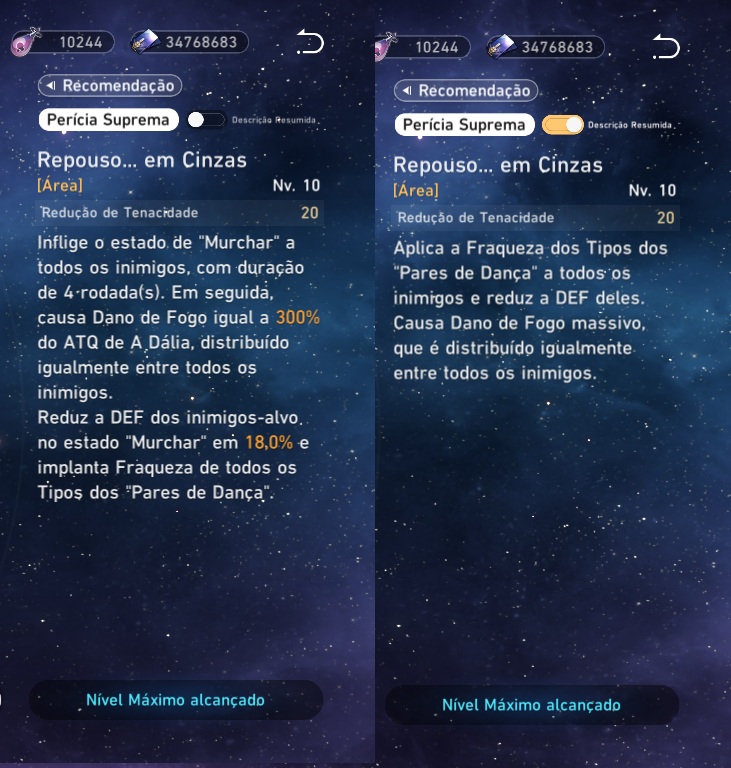 10244
34768683
Recomendação
Perícia Suprema
Descrição Resumida
Repouso... em Cinzas
[Área]
Nv. 10
Redução de Tenacidade
20
Inflige o estado de "Murchar" a
todos os inimigos, com duração
de 4 rodada(s). Em seguida,
causa Dano de Fogo igual a 300%
do ATQ de A Dália, distribuído
igualmente entre todos os
inimigos.
Reduz a DEF dos inimigos-alvo
no estado "Murchar" em 18,0% e
implanta Fraqueza de todos os
Tipos dos "Pares de Dança".
Nível Máximo alcançado
10244
34768683
Recomendação
Perícia Suprema
Descrição Resumida
Repouso... em Cinzas
[Área]
Nv. 10
Redução de Tenacidade
20
Aplica a Fraqueza dos Tipos dos
"Pares de Dança" a todos os
inimigos e reduz a DEF deles.
Causa Dano de Fogo massivo,
que é distribuído igualmente
entre todos os inimigos.
Nível Máximo alcançado